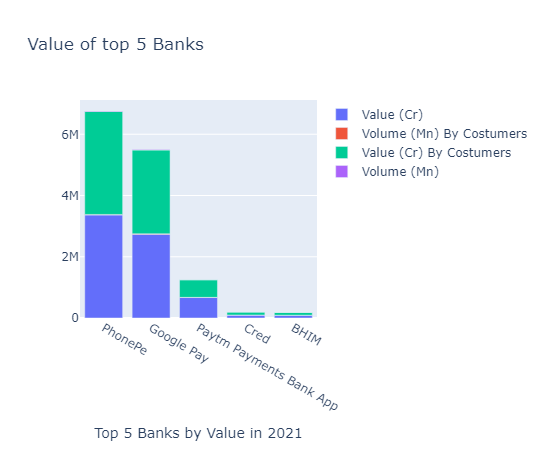 Value of top 5 Banks
Value (Cr)
Volume (Mn) By Costumers
Value (Cr) By Costumers
Volume (Mn)
6M
4M
2M
0
PhonePe
Google Pay
Paytm Payments Bank App
Cred
BHIM
Top 5 Banks by Value in 2021